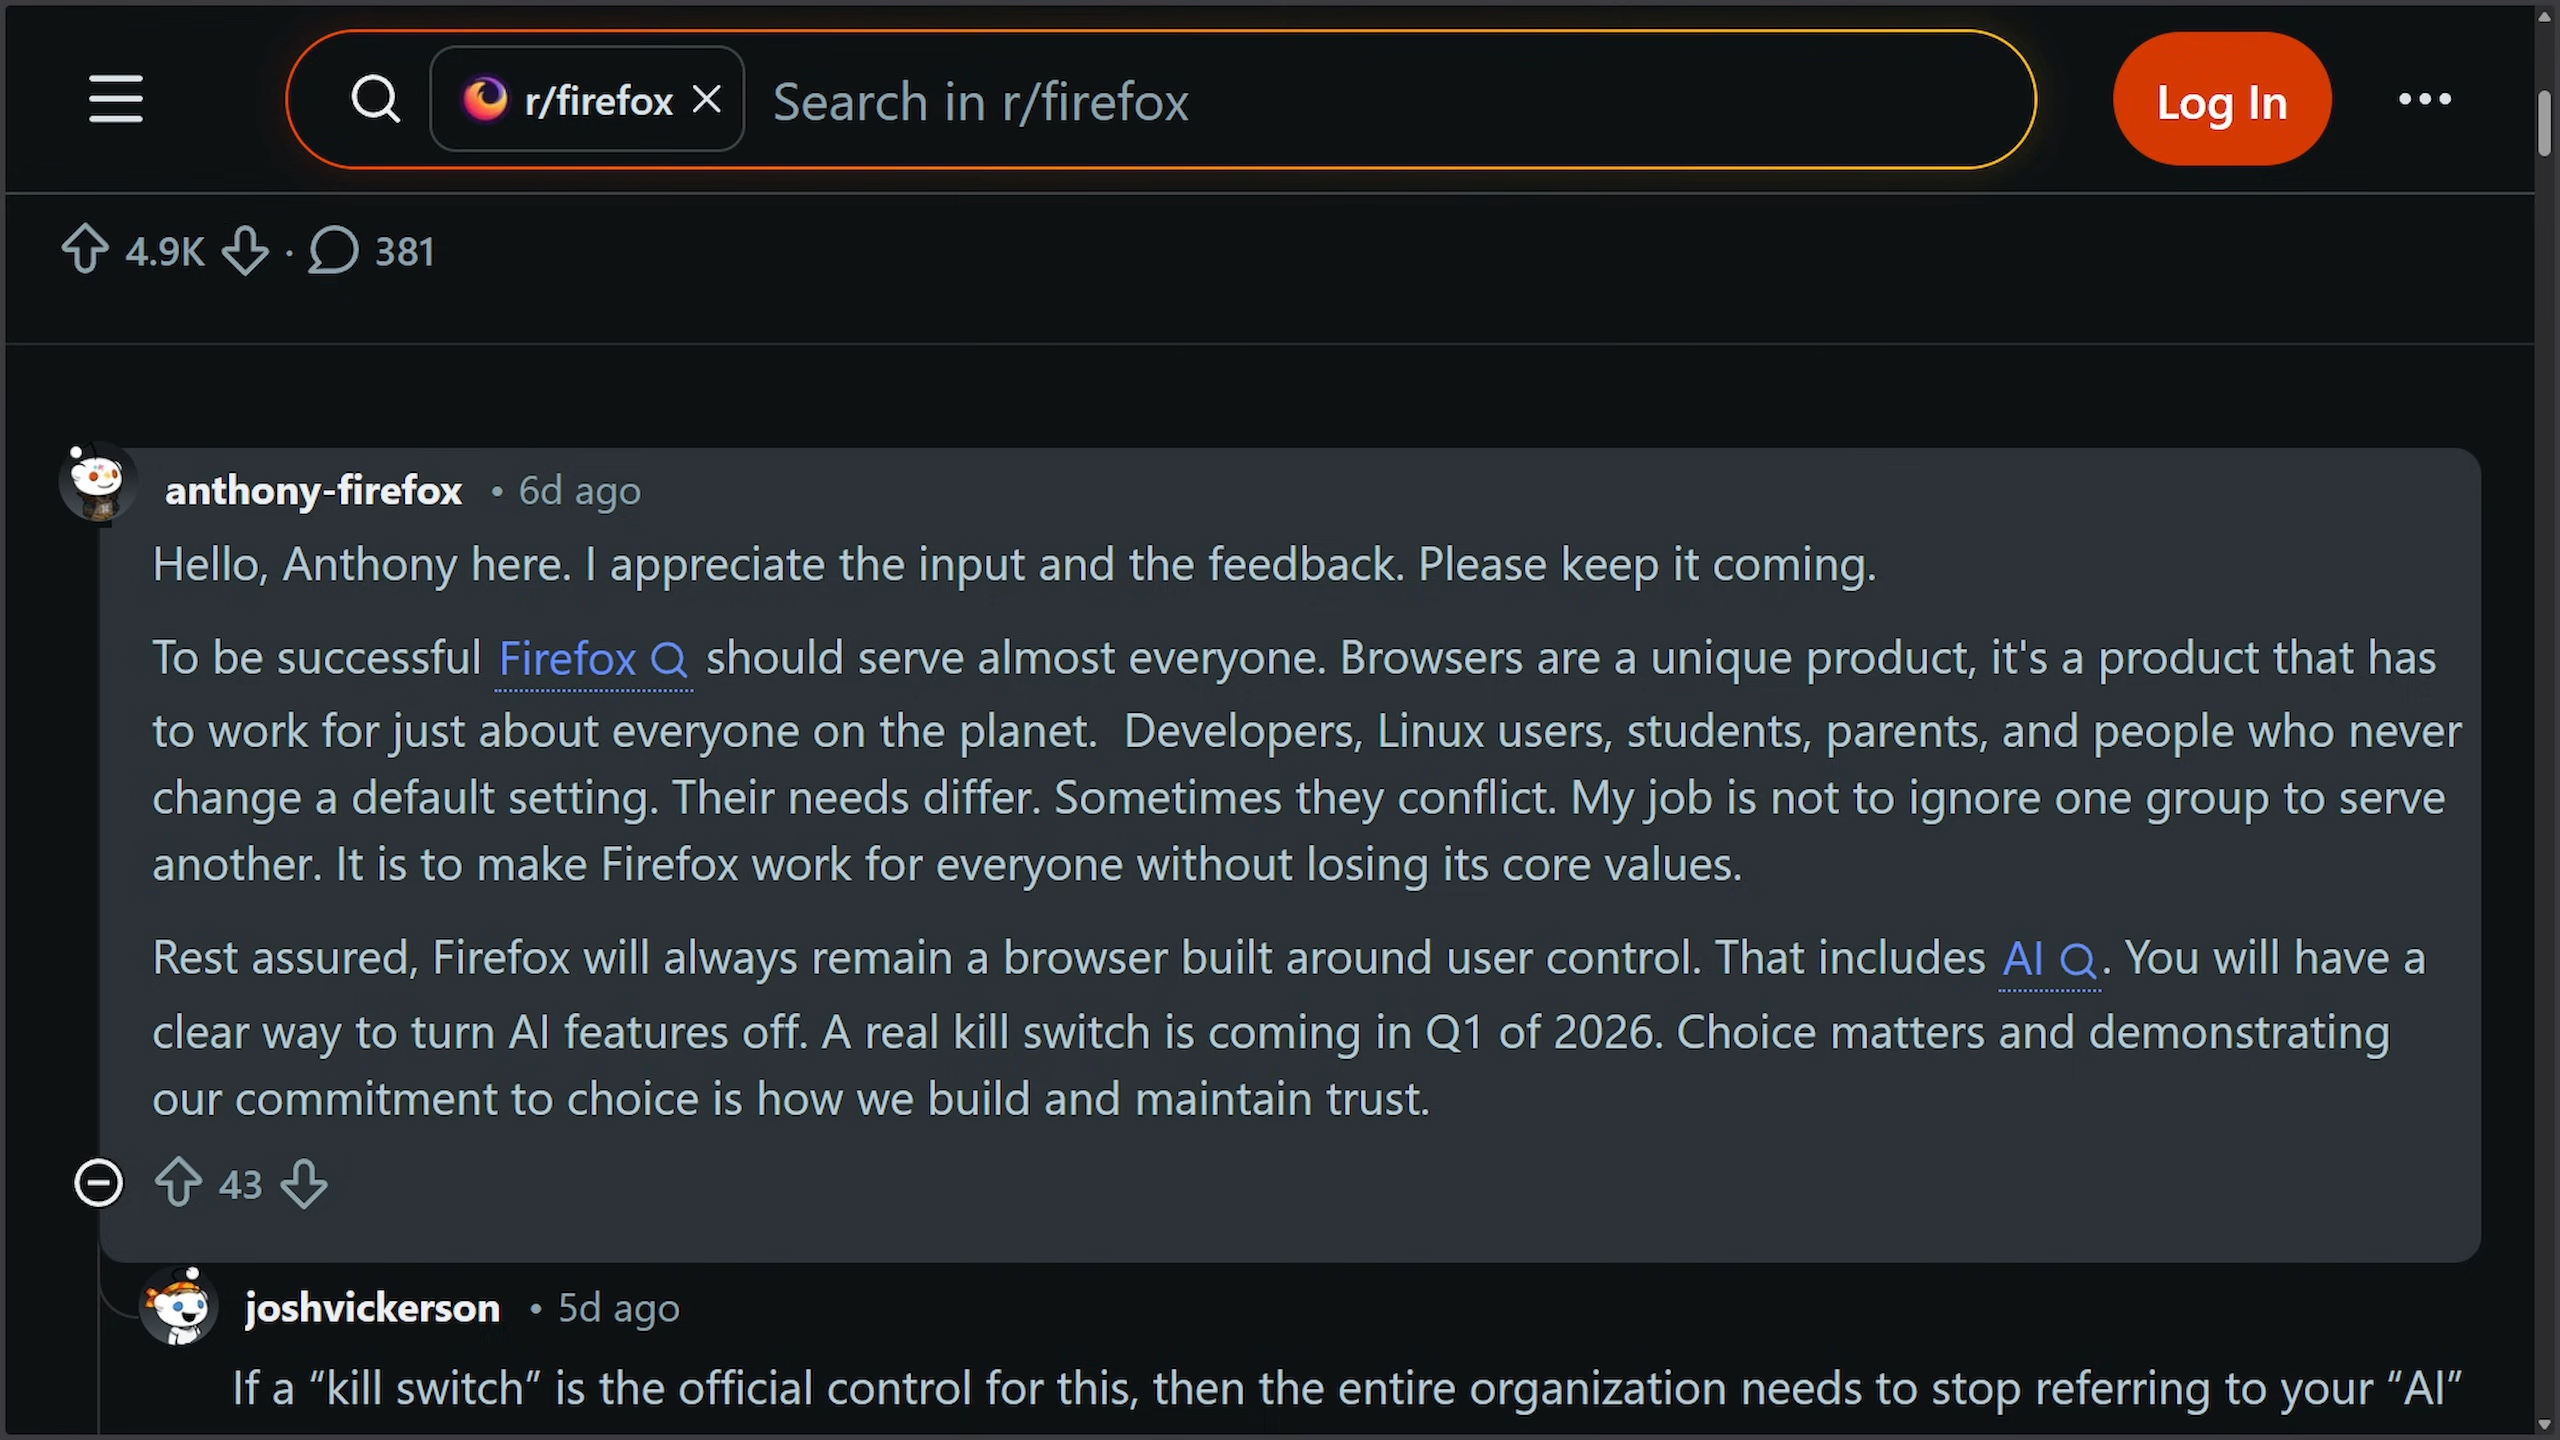 r/firefox Search in r/firefox Log In
4.9K · 381
anthony-firefox • 6d ago
Hello, Anthony here. I appreciate the input and the feedback. Please keep it coming.
To be successful Firefox should serve almost everyone. Browsers are a unique product, it's a product that has
to work for just about everyone on the planet.  Developers, Linux users, students, parents, and people who never
change a default setting. Their needs differ. Sometimes they conflict. My job is not to ignore one group to serve
another. It is to make Firefox work for everyone without losing its core values.
Rest assured, Firefox will always remain a browser built around user control. That includes AI. You will have a
clear way to turn AI features off. A real kill switch is coming in Q1 of 2026. Choice matters and demonstrating
our commitment to choice is how we build and maintain trust.
43
joshvickerson • 5d ago
If a “kill switch” is the official control for this, then the entire organization needs to stop referring to your “AI”